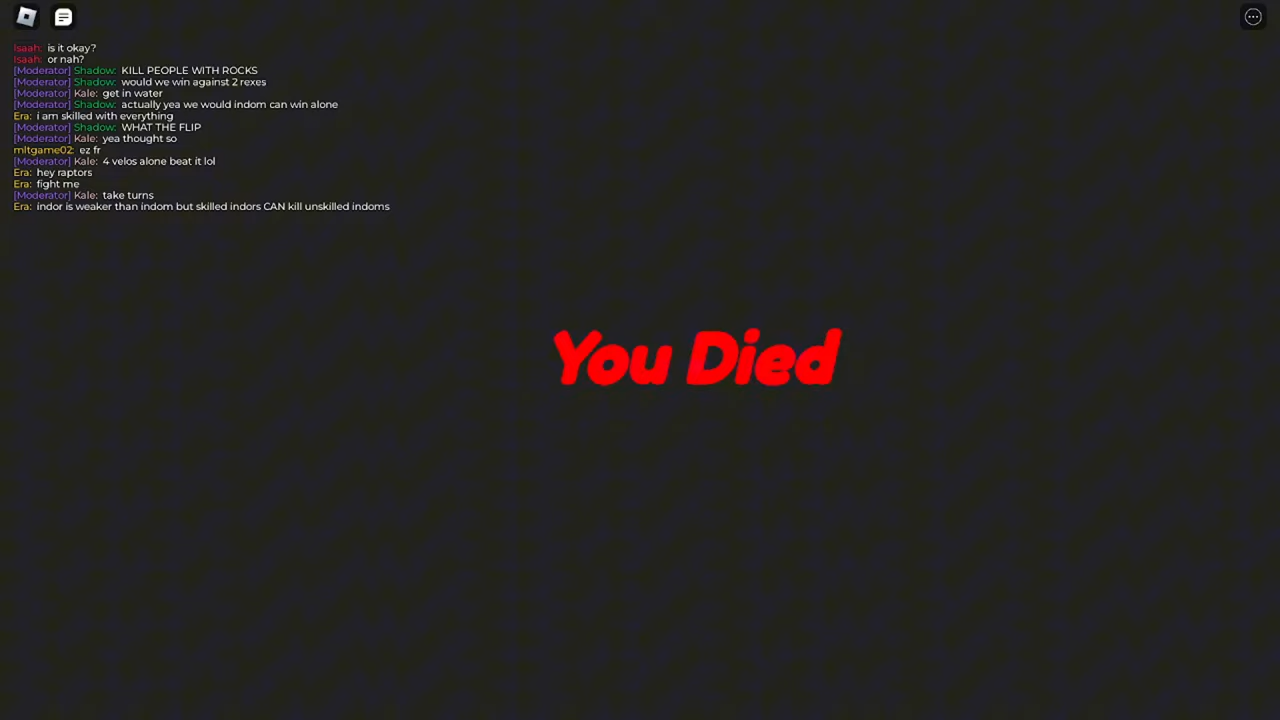 Isaah: is it okay?
Isaah: or nah?
[Moderator] Shadow: KILL PEOPLE WITH ROCKS
[Moderator] Shadow: would we win against 2 rexes
[Moderator] Kale: get in water
[Moderator] Shadow: actually yea we would indom can win alone
Era: i am skilled with everything
[Moderator] Shadow: WHAT THE FLIP
[Moderator] Kale: yea thought so
mltgame02: ez fr
[Moderator] Kale: 4 velos alone beat it lol
Era: hey raptors
Era: fight me
[Moderator] Kale: take turns
Era: indor is weaker than indom but skilled indors CAN kill unskilled indoms
You Died